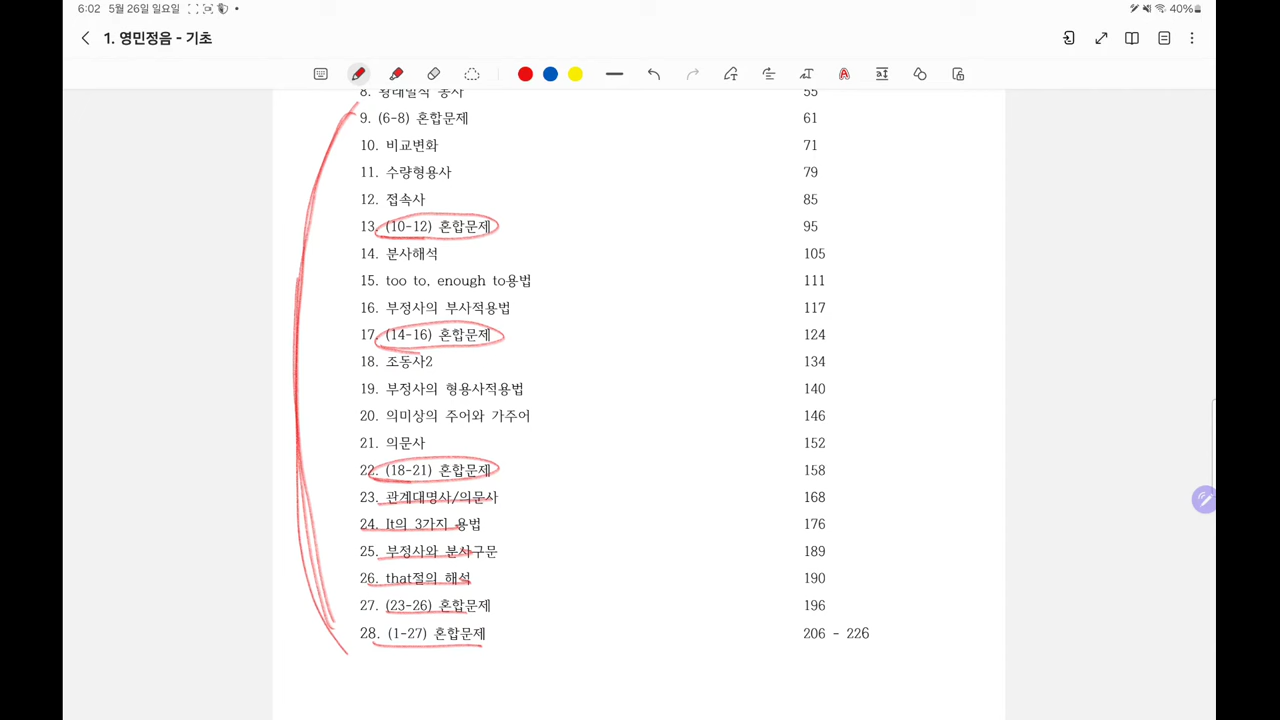 6:02 5월 26일 일요일 40%
1. 영민정음 - 기초
8. 왕래발착 동사 55
9. (6-8) 혼합문제 61
10. 비교변화 71
11. 수량형용사 79
12. 접속사 85
13. (10-12) 혼합문제 95
14. 분사해석 105
15. too to, enough to용법 111
16. 부정사의 부사적용법 117
17. (14-16) 혼합문제 124
18. 조동사2 134
19. 부정사의 형용사적용법 140
20. 의미상의 주어와 가주어 146
21. 의문사 152
22. (18-21) 혼합문제 158
23. 관계대명사/의문사 168
24. It의 3가지 용법 176
25. 부정사와 분사구문 189
26. that절의 해석 190
27. (23-26) 혼합문제 196
28. (1-27) 혼합문제 206 - 226